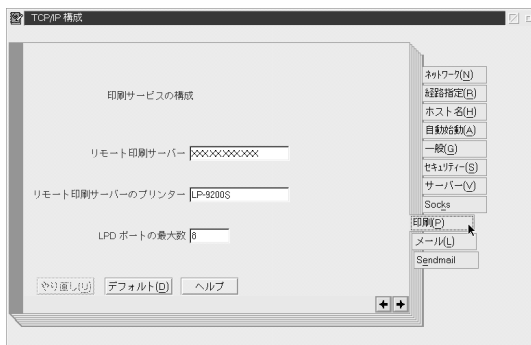 TCP/IP 構成
印刷サービスの構成
リモート印刷サーバー XXXXXXXXXXX
リモート印刷サーバーのプリンター LP-9200S
LPD ポートの最大数 8
やり直し(U) デフォルト(D) ヘルプ
ネットワーク(N)
経路指定(R)
ホスト名(H)
自動始動(A)
一般(G)
セキュリティー(S)
サーバー(V)
Socks
印刷(P)
メール(L)
Sendmail